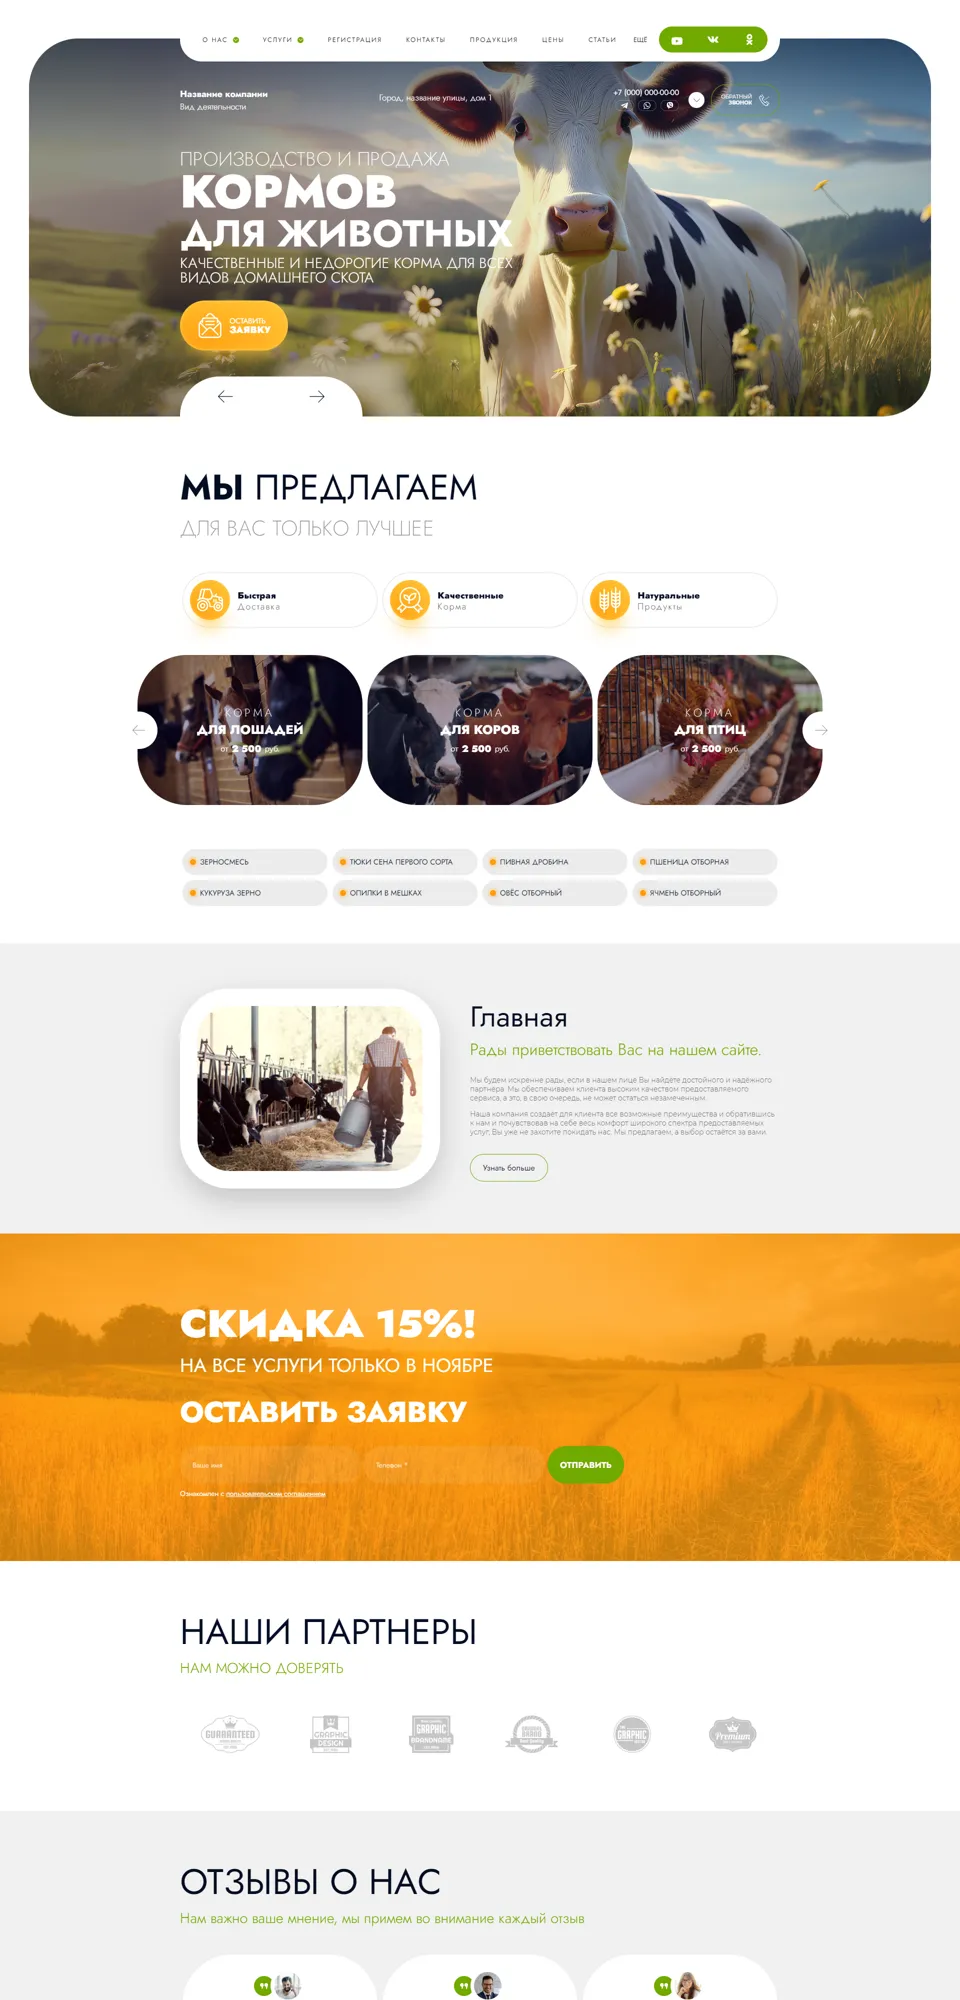 О НАС
УСЛУГИ
РЕГИСТРАЦИЯ
КОНТАКТЫ
ПРОДУКЦИЯ
ЦЕНЫ
СТАТЬИ
ЕЩЁ
Название компании
Вид деятельности
Город, название улицы, дом 1
+7 (000) 000-00-00
ОБРАТНЫЙ
ЗВОНОК
ПРОИЗВОДСТВО И ПРОДАЖА
КОРМОВ
ДЛЯ ЖИВОТНЫХ
КАЧЕСТВЕННЫЕ И НЕДОРОГИЕ КОРМА ДЛЯ ВСЕХ
ВИДОВ ДОМАШНЕГО СКОТА
ОСТАВИТЬ
ЗАЯВКУ
МЫ ПРЕДЛАГАЕМ
ДЛЯ ВАС ТОЛЬКО ЛУЧШЕЕ
Быстрая
Доставка
Качественные
Корма
Натуральные
Продукты
КОРМА
ДЛЯ ЛОШАДЕЙ
от 2 500 руб.
КОРМА
ДЛЯ КОРОВ
от 2 500 руб.
КОРМА
ДЛЯ ПТИЦ
от 2 500 руб.
ЗЕРНОСМЕСЬ
ТЮКИ СЕНА ПЕРВОГО СОРТА
ПИВНАЯ ДРОБИНА
ПШЕНИЦА ОТБОРНАЯ
КУКУРУЗА ЗЕРНО
ОПИЛКИ В МЕШКАХ
ОВЁС ОТБОРНЫЙ
ЯЧМЕНЬ ОТБОРНЫЙ
Главная
Рады приветствовать Вас на нашем сайте.
Мы будем искренне рады, если в нашем лице Вы найдёте достойного и надёжного
партнёра. Мы обеспечиваем клиента высоким качеством предоставляемого
сервиса, а это, в свою очередь, не может остаться незамеченным.
Наша компания создаёт для клиента все возможные преимущества и обратившись
к нам и почувствовав на себе весь комфорт широкого спектра предоставляемых
услуг, Вы уже не захотите покидать нас. Мы предлагаем, а выбор остаётся за вами.
Узнать больше
СКИДКА 15%!
НА ВСЕ УСЛУГИ ТОЛЬКО В НОЯБРЕ
ОСТАВИТЬ ЗАЯВКУ
Ваше имя
Телефон *
ОТПРАВИТЬ
Ознакомлен с пользовательским соглашением
НАШИ ПАРТНЕРЫ
НАМ МОЖНО ДОВЕРЯТЬ
GUARANTEED
GRAPHIC
DESIGN
GRAPHIC
BRANDNAME
Best Quality
GRAPHIC
Premium
ОТЗЫВЫ О НАС
Нам важно ваше мнение, мы примем во внимание каждый отзыв